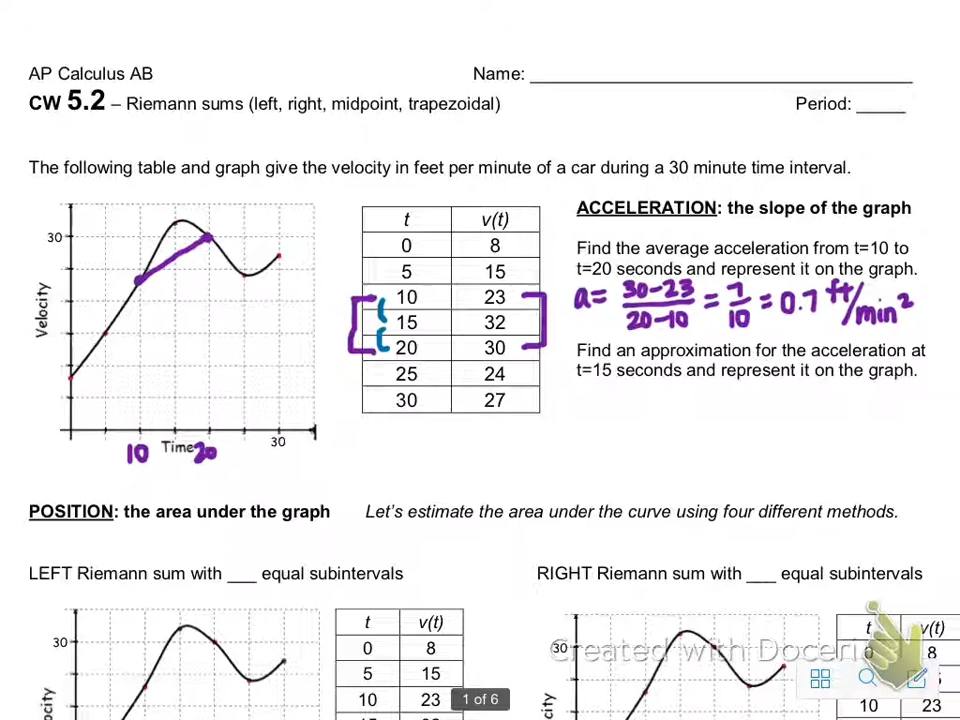 AP Calculus AB
Name: ____
CW 5.2 – Riemann sums (left, right, midpoint, trapezoidal)
Period: ____
The following table and graph give the velocity in feet per minute of a car during a 30 minute time interval.
30
Velocity
10 Time 20
30
t v(t)
0 8
5 15
10 23
15 32
20 30
25 24
30 27
ACCELERATION: the slope of the graph
Find the average acceleration from t=10 to
t=20 seconds and represent it on the graph.
a = 30-23/20-10 = 7/10 = 0.7 ft/min²
Find an approximation for the acceleration at
t=15 seconds and represent it on the graph.
POSITION: the area under the graph
Let's estimate the area under the curve using four different methods.
LEFT Riemann sum with ___ equal subintervals
30
t v(t)
0 8
5 15
10 23
RIGHT Riemann sum with ___ equal subintervals
30
t v(t)
0 8
10 23
Created with Doceri
1 of 6